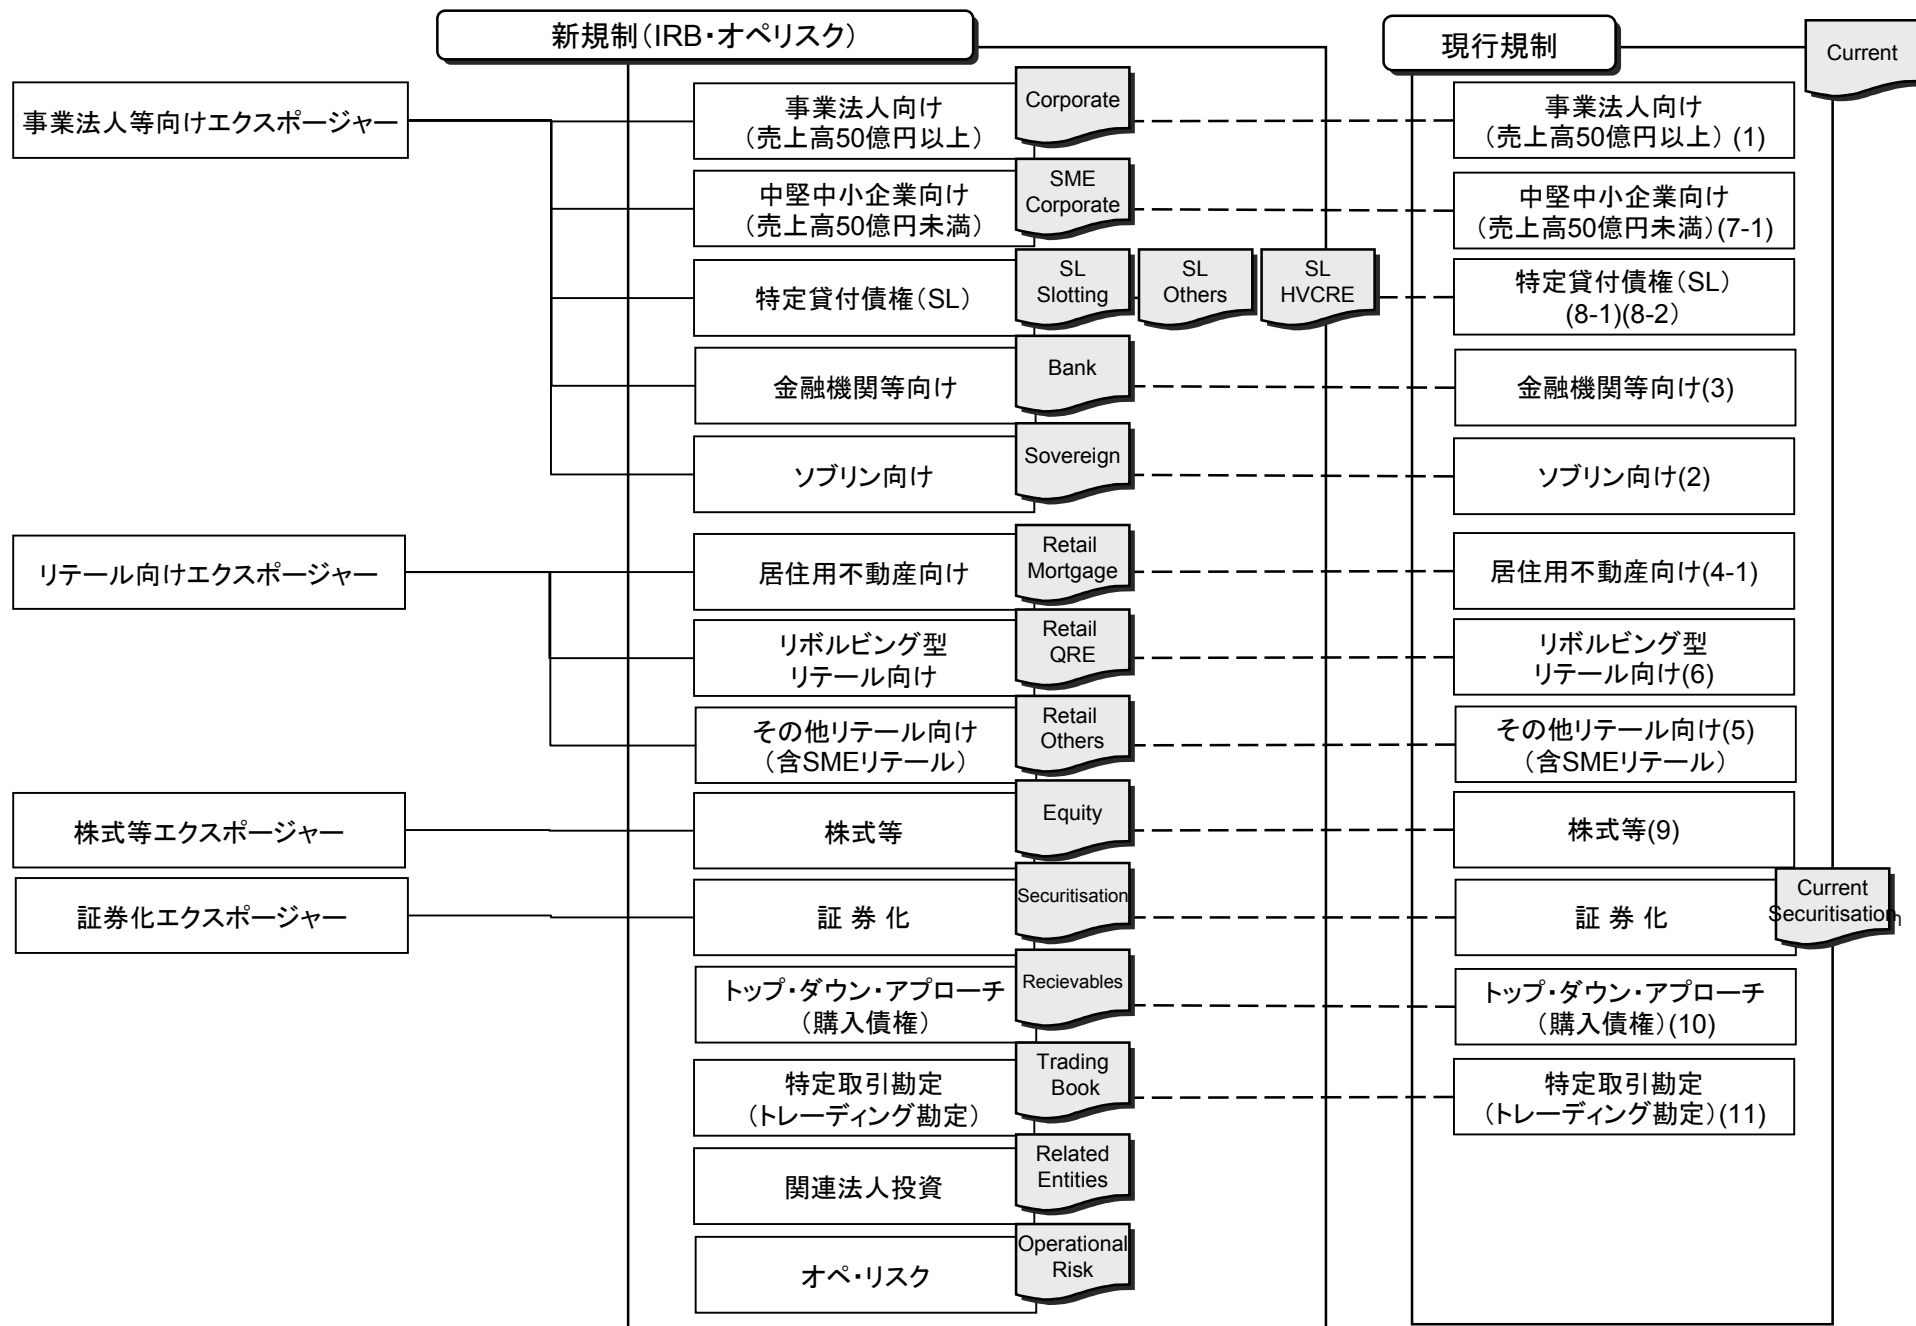 新規制(IRB・オペリスク)
現行規制
Current
事業法人等向けエクスポージャー
事業法人向け
(売上高50億円以上)
Corporate
事業法人向け
(売上高50億円以上)(1)
中堅中小企業向け
(売上高50億円未満)
SME
Corporate
中堅中小企業向け
(売上高50億円未満)(7-1)
特定貸付債権(SL)
SL
Slotting
SL
Others
SL
HVCRE
特定貸付債権(SL)
(8-1)(8-2)
金融機関等向け
Bank
金融機関等向け(3)
ソブリン向け
Sovereign
ソブリン向け(2)
リテール向けエクスポージャー
居住用不動産向け
Retail
Mortgage
居住用不動産向け(4-1)
リボルビング型
リテール向け
Retail
QRE
リボルビング型
リテール向け(6)
その他リテール向け
(含SMEリテール)
Retail
Others
その他リテール向け(5)
(含SMEリテール)
株式等エクスポージャー
株式等
Equity
株式等(9)
証券化エクスポージャー
証 券 化
Securitisation
証 券 化
Current
Securitisation
トップ・ダウン・アプローチ
(購入債権)
Recievables
トップ・ダウン・アプローチ
(購入債権)(10)
特定取引勘定
(トレーディング勘定)
Trading
Book
特定取引勘定
(トレーディング勘定)(11)
関連法人投資
Related
Entities
オペ・リスク
Operational
Risk